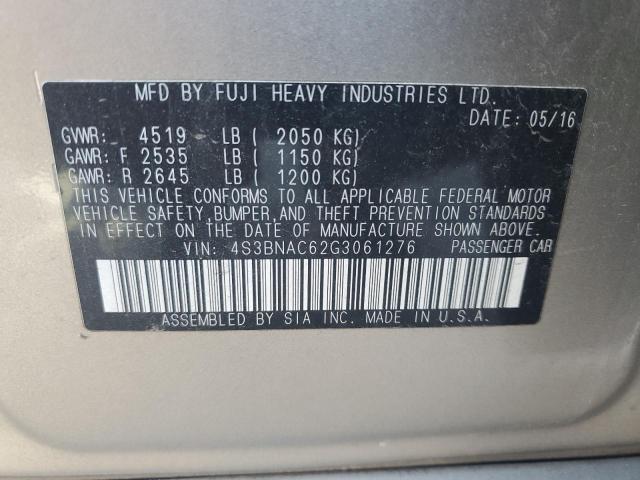 MFD BY FUJI HEAVY INDUSTRIES LTD.
DATE: 05/16
GVWR: 4519 LB ( 2050 KG)
GAWR: F 2535 LB ( 1150 KG)
GAWR: R 2645 LB ( 1200 KG)
THIS VEHICLE CONFORMS TO ALL APPLICABLE FEDERAL MOTOR
VEHICLE SAFETY,BUMPER,AND THEFT PREVENTION STANDARDS
IN EFFECT ON THE DATE OF MANUFACTURE SHOWN ABOVE.
VIN: 4S3BNAC62G3061276 PASSENGER CAR
ASSEMBLED BY SIA INC. MADE IN U.S.A.